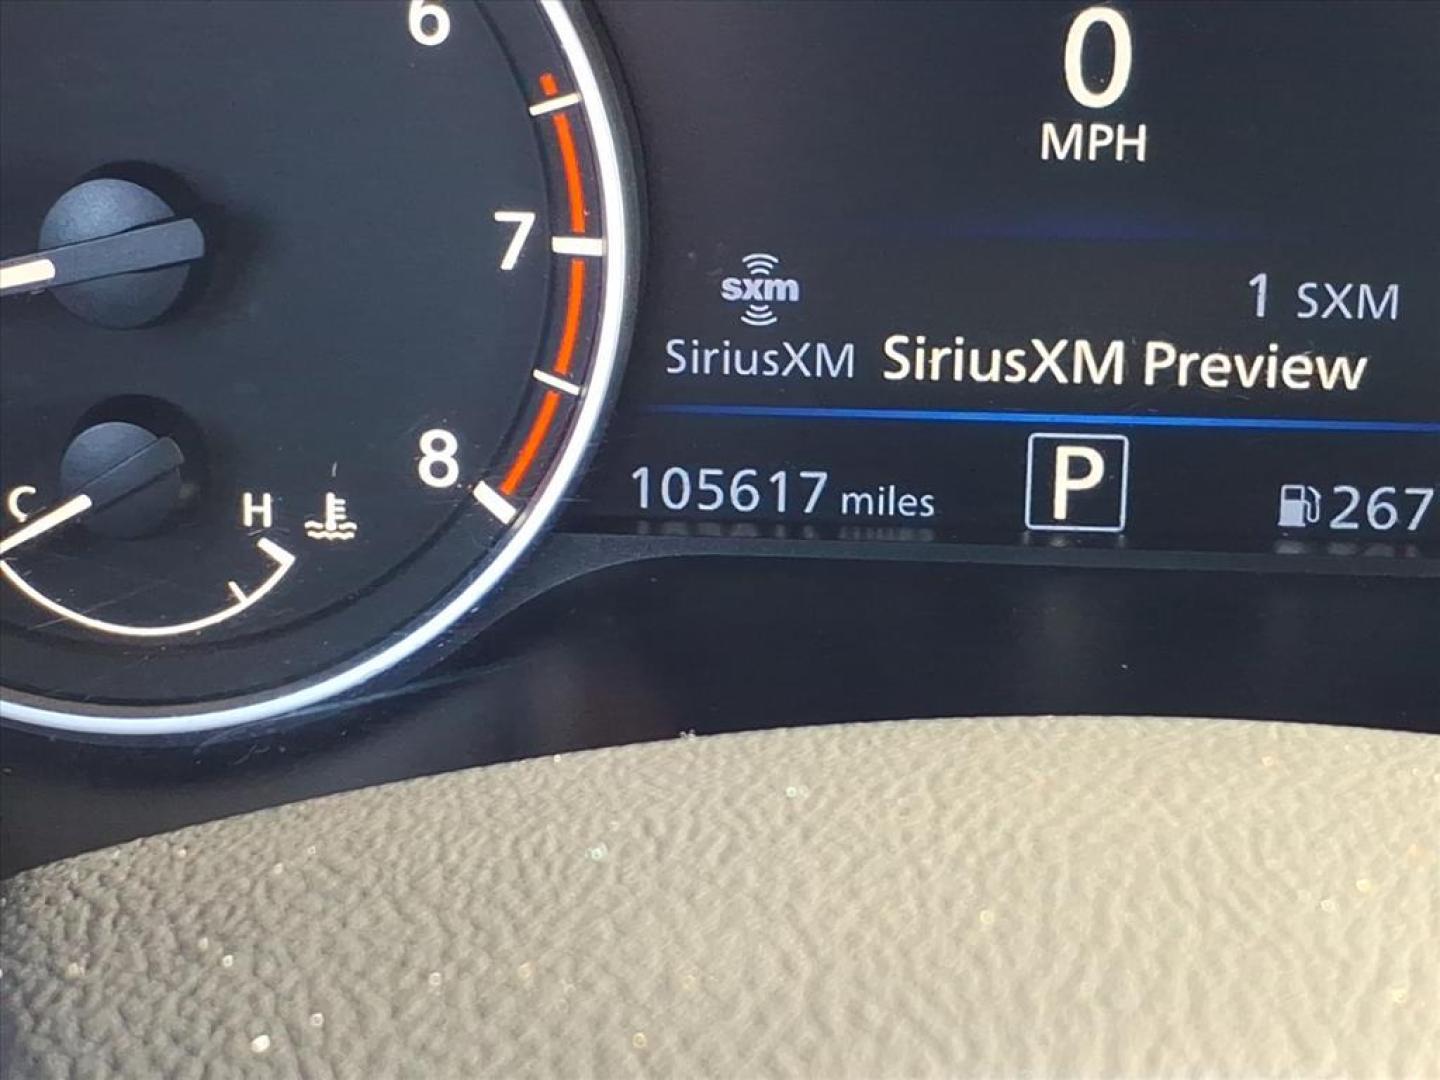 6
0
MPH
7
sxm
1 SXM
SiriusXM SiriusXM Preview
8
105617 miles P 267
C H